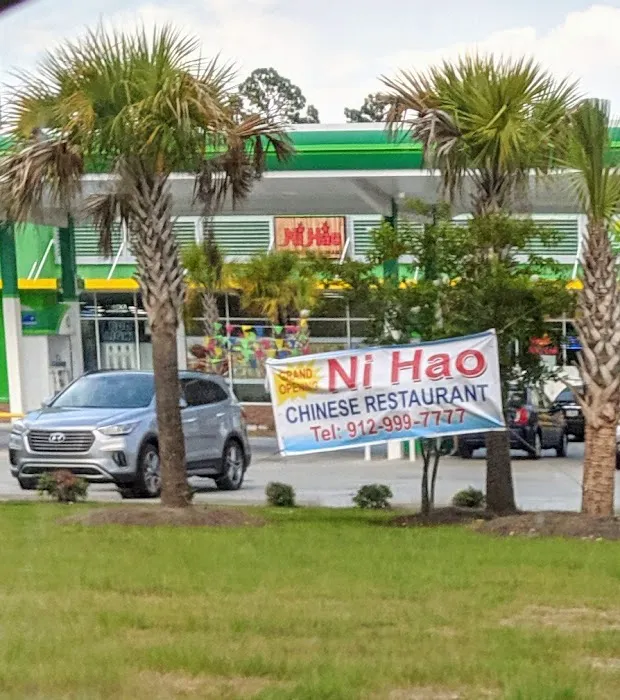 Ni Hao
GRAND
OPENING
Ni Hao
CHINESE RESTAURANT
Tel: 912-999-7777